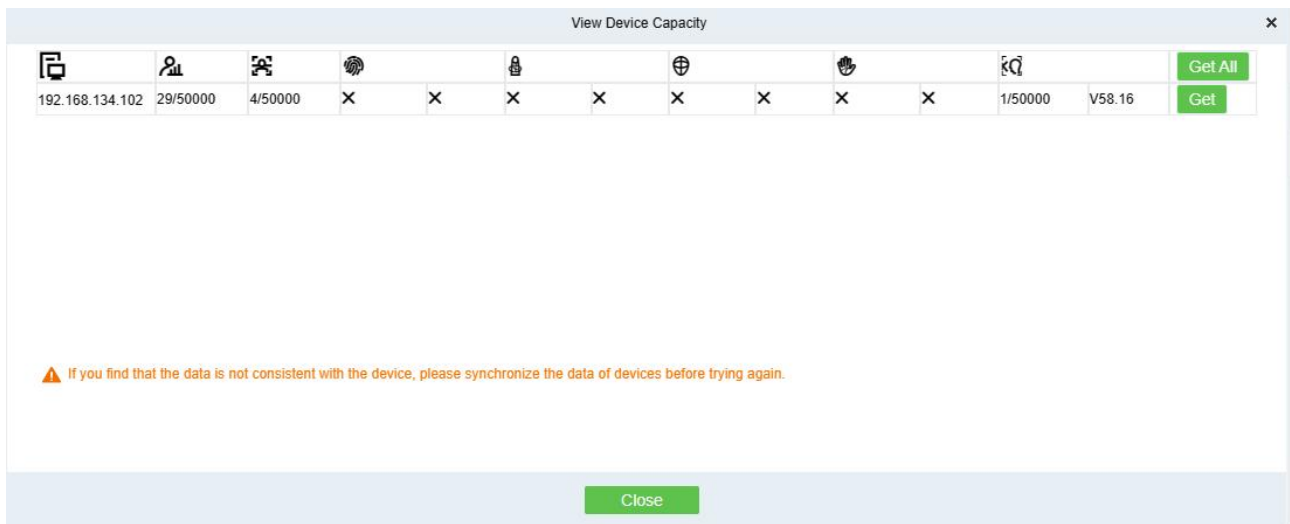 View Device Capacity
Get All
192.168.134.102 29/50000 4/50000 1/50000 V58.16 Get
If you find that the data is not consistent with the device, please synchronize the data of devices before trying again.
Close